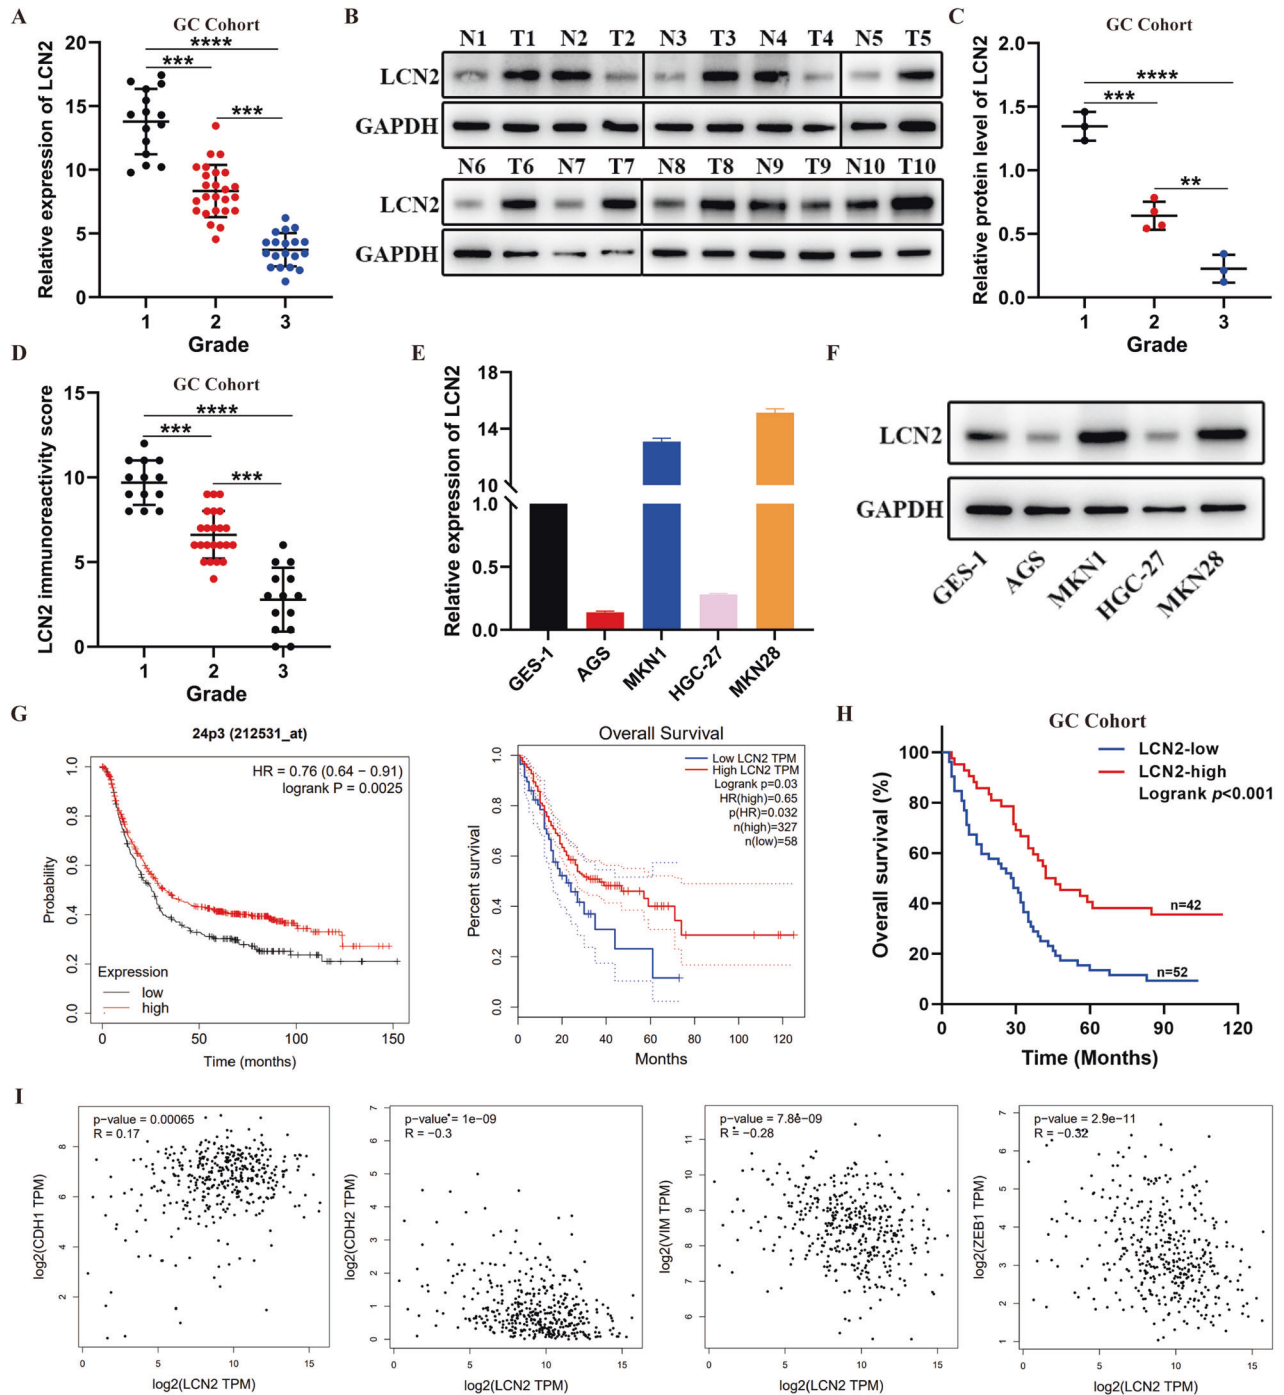 A
GC Cohort
Relative expression of LCN2
20
15
10
5
0
****
***
***
1 2 3
Grade
B
N1 T1 N2 T2 N3 T3 N4 T4 N5 T5
LCN2
GAPDH
N6 T6 N7 T7 N8 T8 N9 T9 N10 T10
LCN2
GAPDH
C
GC Cohort
Relative protein level of LCN2
2.0
1.5
1.0
0.5
0.0
****
***
**
1 2 3
Grade
D
GC Cohort
LCN2 immunoreactivity score
15
10
5
0
****
***
***
1 2 3
Grade
E
Relative expression of LCN2
18
14
10
1.0
0.5
0.0
GES-1 AGS MKN1 HGC-27 MKN28
F
LCN2
GAPDH
GES-1 AGS MKN1 HGC-27 MKN28
G
24p3 (212531_at)
HR = 0.76 (0.64 − 0.91)
logrank P = 0.0025
Probability
1.0
0.8
0.6
0.4
0.2
0.0
Expression
low
high
0 50 100 150
Time (months)
Overall Survival
Low LCN2 TPM
High LCN2 TPM
Logrank p=0.03
HR(high)=0.65
p(HR)=0.032
n(high)=327
n(low)=58
Percent survival
1.0
0.8
0.6
0.4
0.2
0.0
0 20 40 60 80 100 120
Months
H
GC Cohort
LCN2-low
LCN2-high
Logrank p<0.001
Overall survival (%)
100
80
60
40
20
0
n=42
n=52
0 30 60 90 120
Time (Months)
I
p−value = 0.00065
R = 0.17
log2(CDH1 TPM)
8
6
4
2
0 5 10 15
log2(LCN2 TPM)
p−value = 1e−09
R = −0.3
log2(CDH2 TPM)
7
6
5
4
3
2
1
0
0 5 10 15
log2(LCN2 TPM)
p−value = 7.8e−09
R = −0.28
log2(VIM TPM)
11
10
9
8
7
6
0 5 10 15
log2(LCN2 TPM)
p−value = 2.9e−11
R = −0.32
log2(ZEB1 TPM)
7
6
5
4
3
2
1
0 5 10 15
log2(LCN2 TPM)